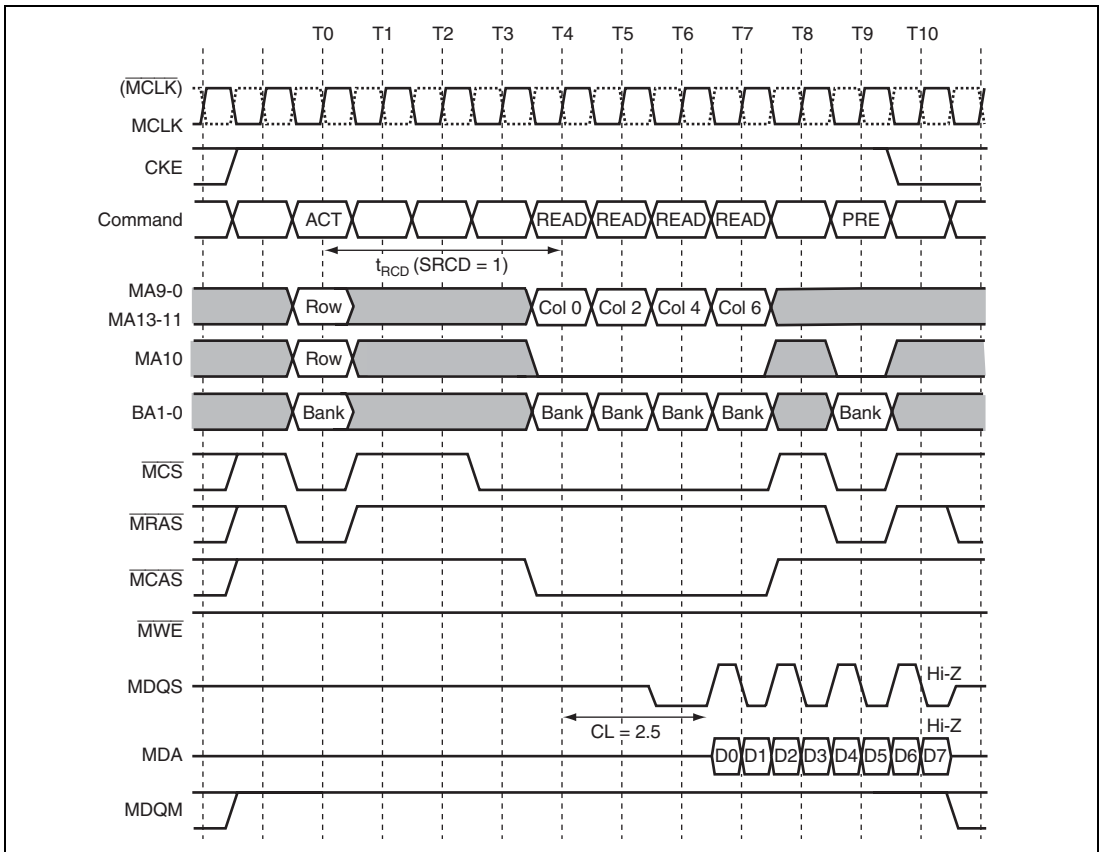 T0 T1 T2 T3 T4 T5 T6 T7 T8 T9 T10
(MCLK)
MCLK
CKE
Command ACT READ READ READ READ PRE
tRCD (SRCD = 1)
MA9-0
MA13-11
Row Col 0 Col 2 Col 4 Col 6
MA10 Row
BA1-0 Bank Bank Bank Bank Bank Bank
MCS
MRAS
MCAS
MWE
MDQS Hi-Z
CL = 2.5
Hi-Z
MDA D0 D1 D2 D3 D4 D5 D6 D7
MDQM